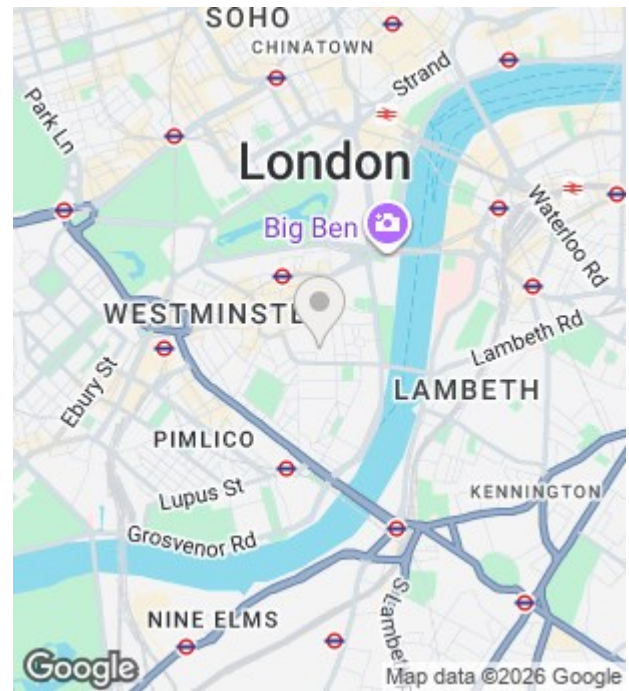 SOHO
CHINATOWN
Strand
Park Ln
London
Big Ben
Waterloo Rd
WESTMINSTE
Lambeth Rd
Ebury St
LAMBETH
PIMLICO
Lupus St
KENNINGTON
Grosvenor Rd
S Lambeth
NINE ELMS
Google
Map data ©2026 Google